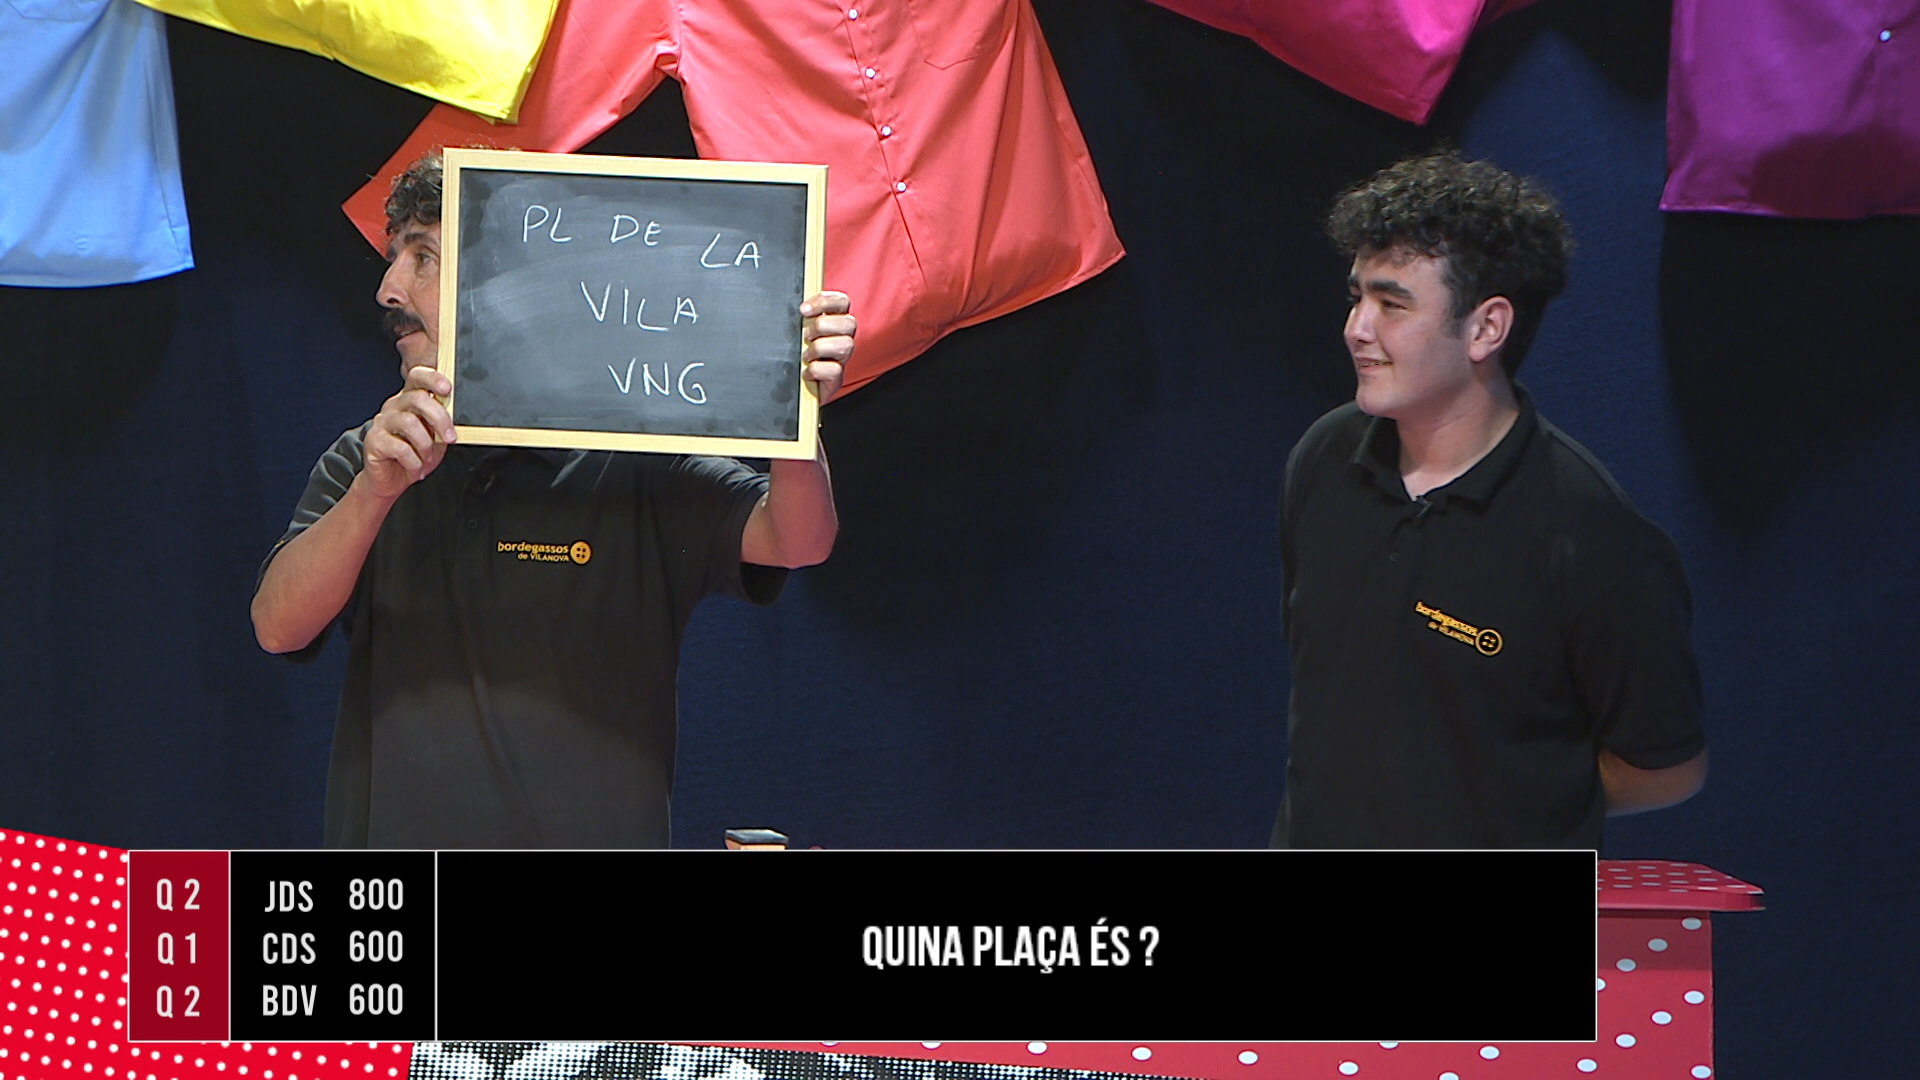 PL DE LA
VILA
VNG
bordegassos
de VILANOVA
bordegassos
de VILANOVA
Q 2 JDS 800
Q 1 CDS 600
Q 2 BDV 600
QUINA PLAÇA ÉS ?